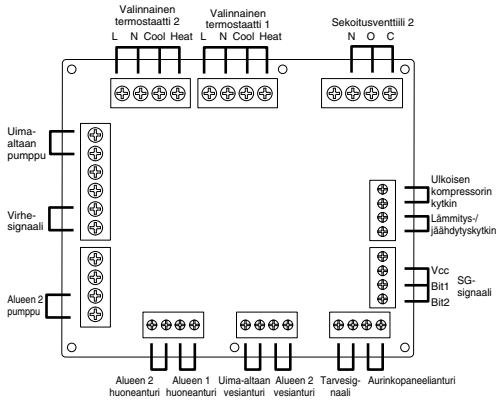 Valinnainen
termostaatti 2
L N Cool Heat
Valinnainen
termostaatti 1
L N Cool Heat
Sekoitusventtiili 2
N O C
Uima-
altaan
pumppu
Virhe-
signaali
Alueen 2
pumppu
Ulkoisen
kompressorin
kytkin
Lämmitys-/
jäähdytyskytkin
Vcc
Bit1
Bit2
SG-
signaali
Alueen 2
huoneanturi
Alueen 1
huoneanturi
Uima-altaan
vesianturi
Alueen 2
vesianturi
Tarvesig-
naali
Aurinkopaneelianturi